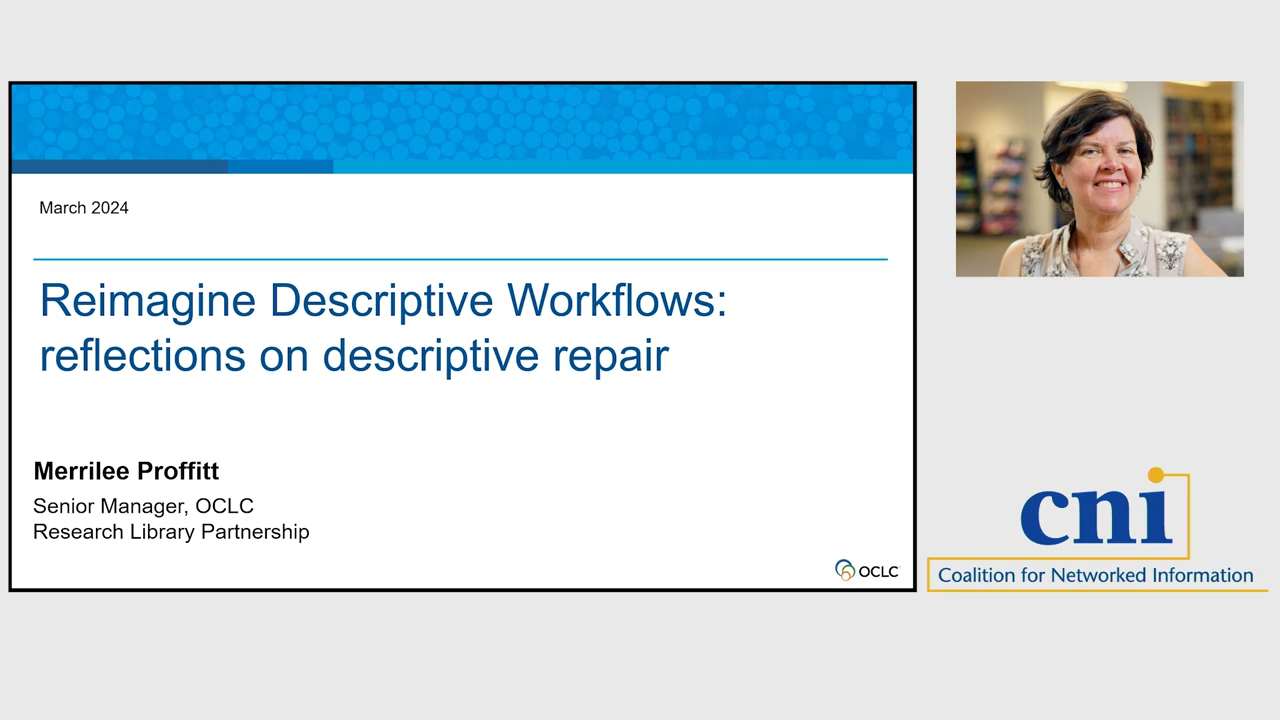 March 2024
Reimagine Descriptive Workflows:
reflections on descriptive repair
Merrilee Proffitt
Senior Manager, OCLC
Research Library Partnership
OCLC
cni
Coalition for Networked Information